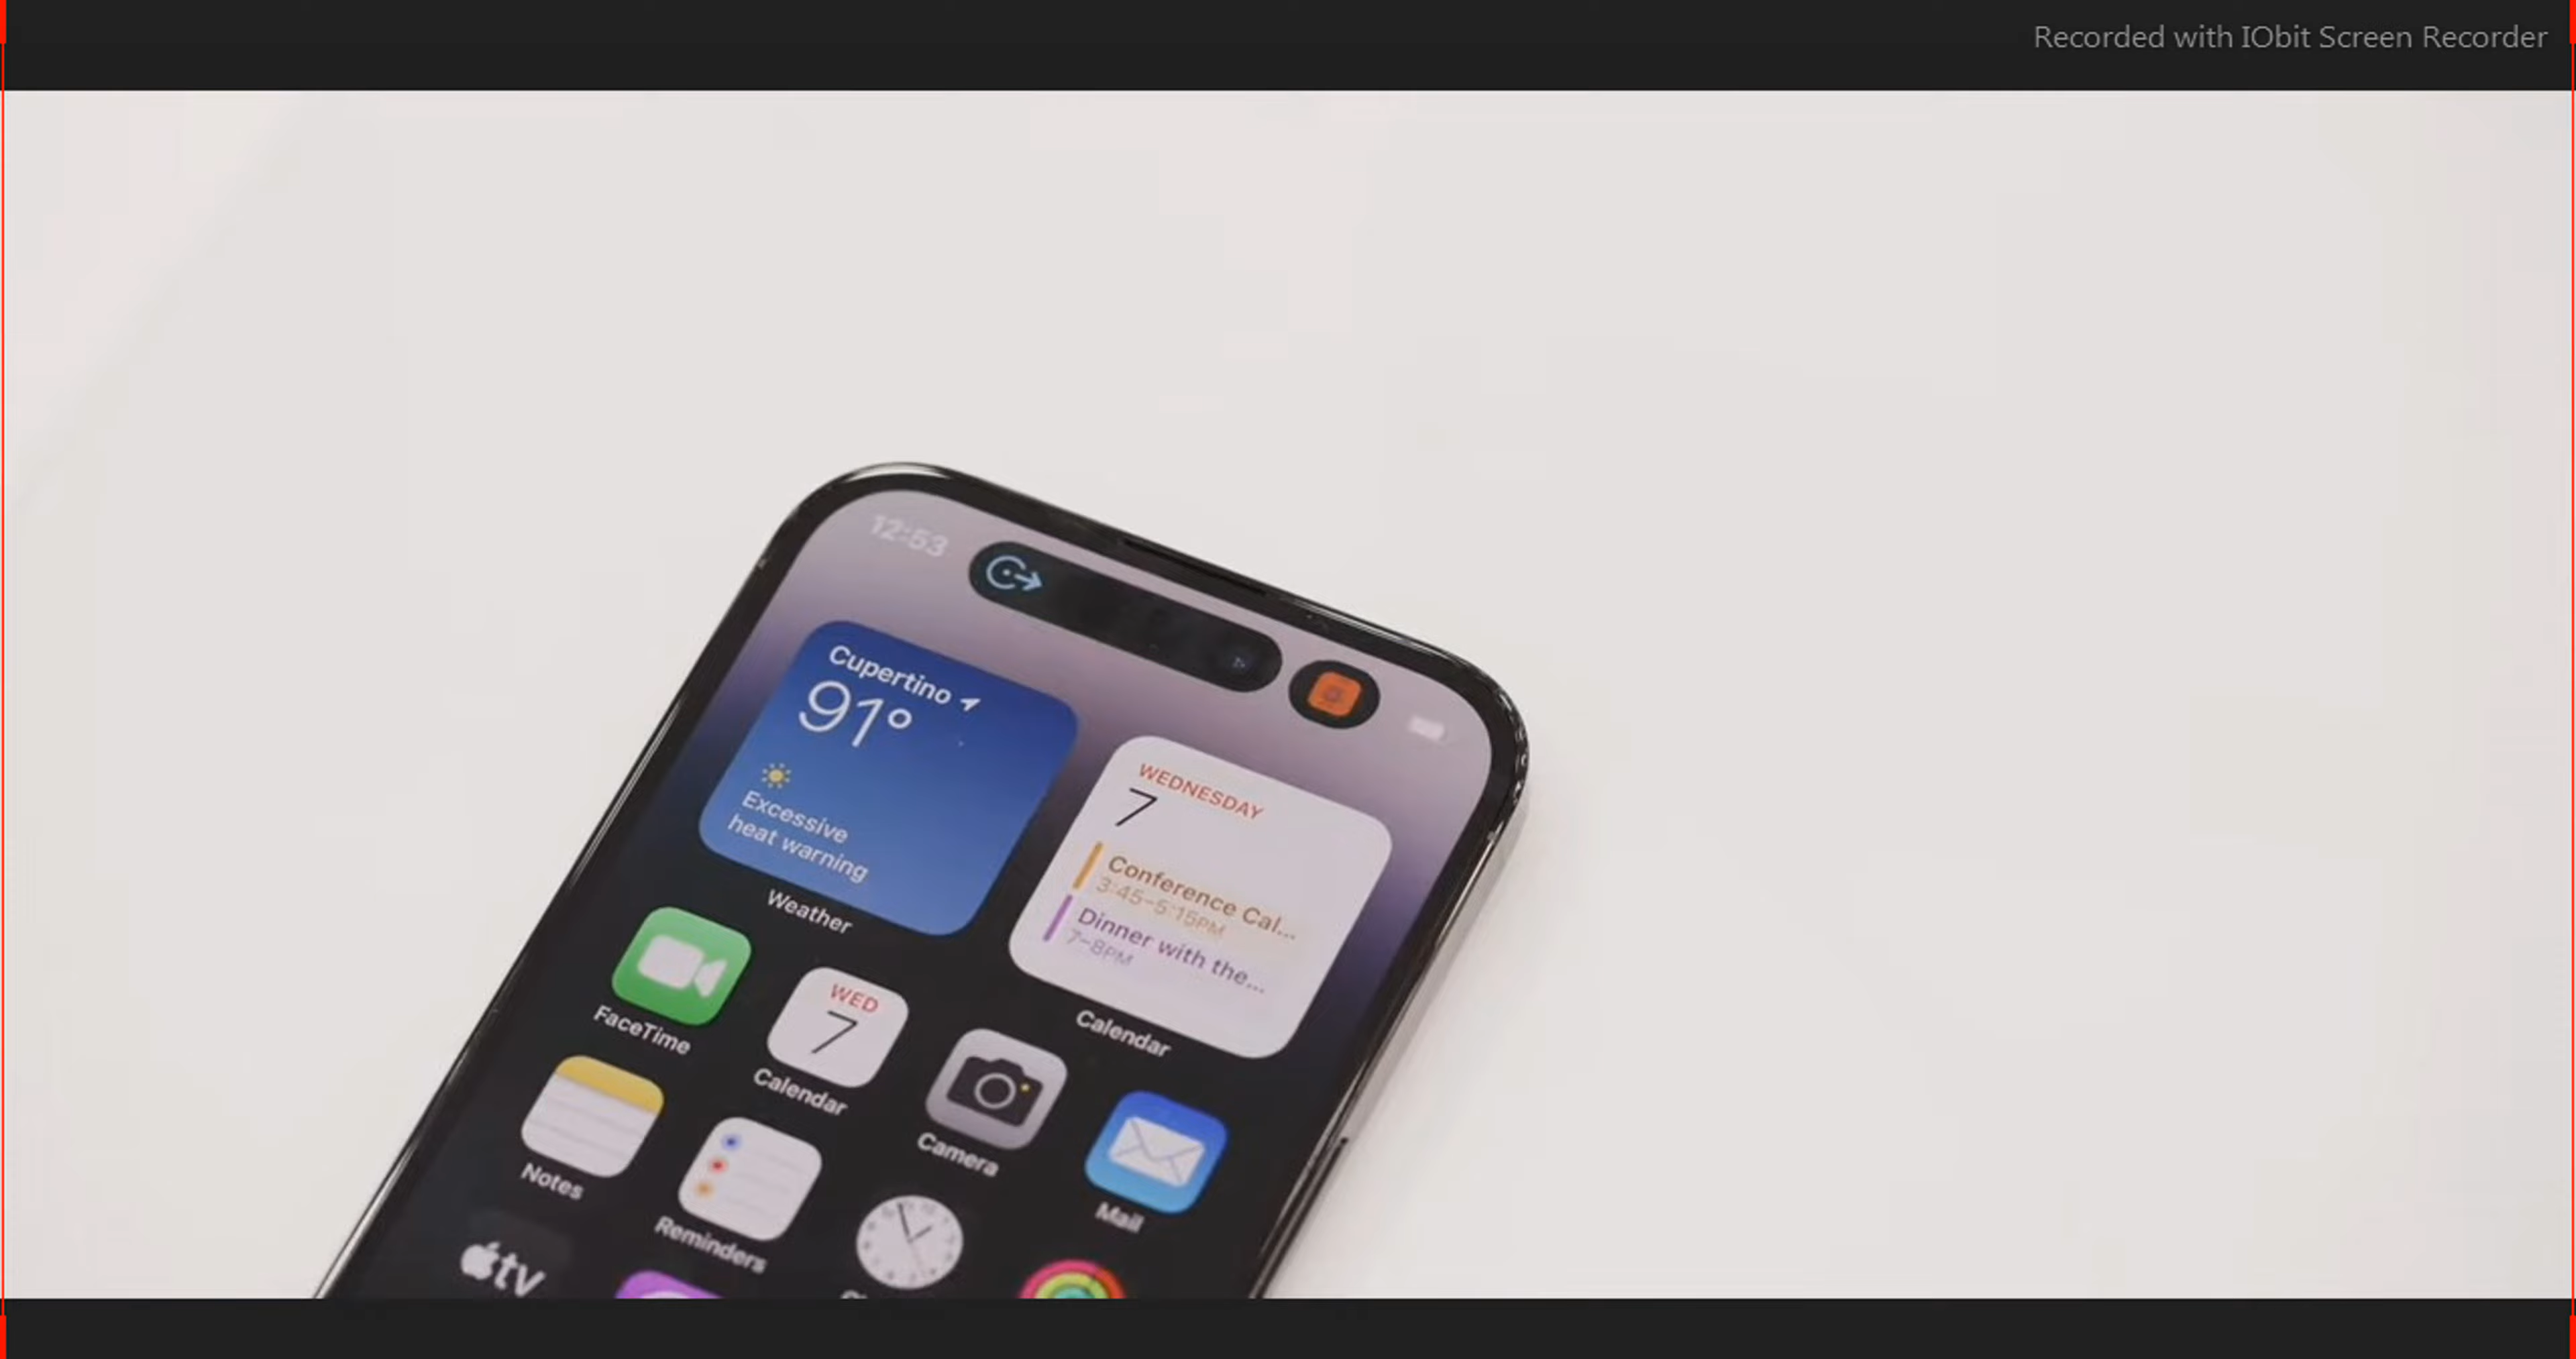 Recorded with IObit Screen Recorder
12:53
Cupertino
91°
Excessive
heat warning
Weather
WEDNESDAY
7
Conference Cal...
3:45–5:15PM
Dinner with the...
7–8PM
Calendar
FaceTime
WED
7
Calendar
Camera
Mail
Notes
Reminders
tv